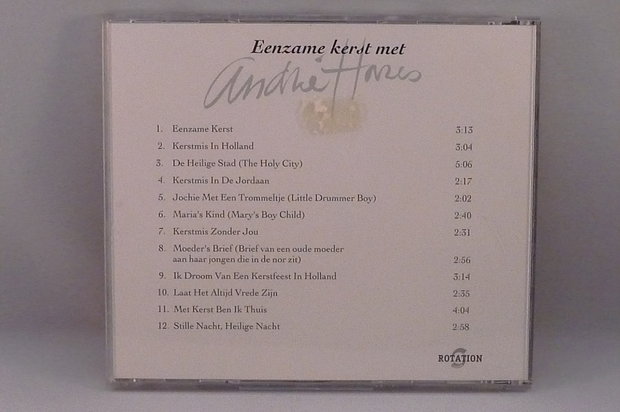 Eenzame kerst met
André Hazes
1. Eenzame Kerst 3:13
2. Kerstmis In Holland 3:04
3. De Heilige Stad (The Holy City) 5:06
4. Kerstmis In De Jordaan 2:17
5. Jochie Met Een Trommeltje (Little Drummer Boy) 2:02
6. Maria's Kind (Mary's Boy Child) 2:40
7. Kerstmis Zonder Jou 2:31
8. Moeder's Brief (Brief van een oude moeder
aan haar jongen die in de nor zit) 2:56
9. Ik Droom Van Een Kerstfeest In Holland 3:14
10. Laat Het Altijd Vrede Zijn 2:35
11. Met Kerst Ben Ik Thuis 4:04
12. Stille Nacht, Heilige Nacht 2:58
ROTATION